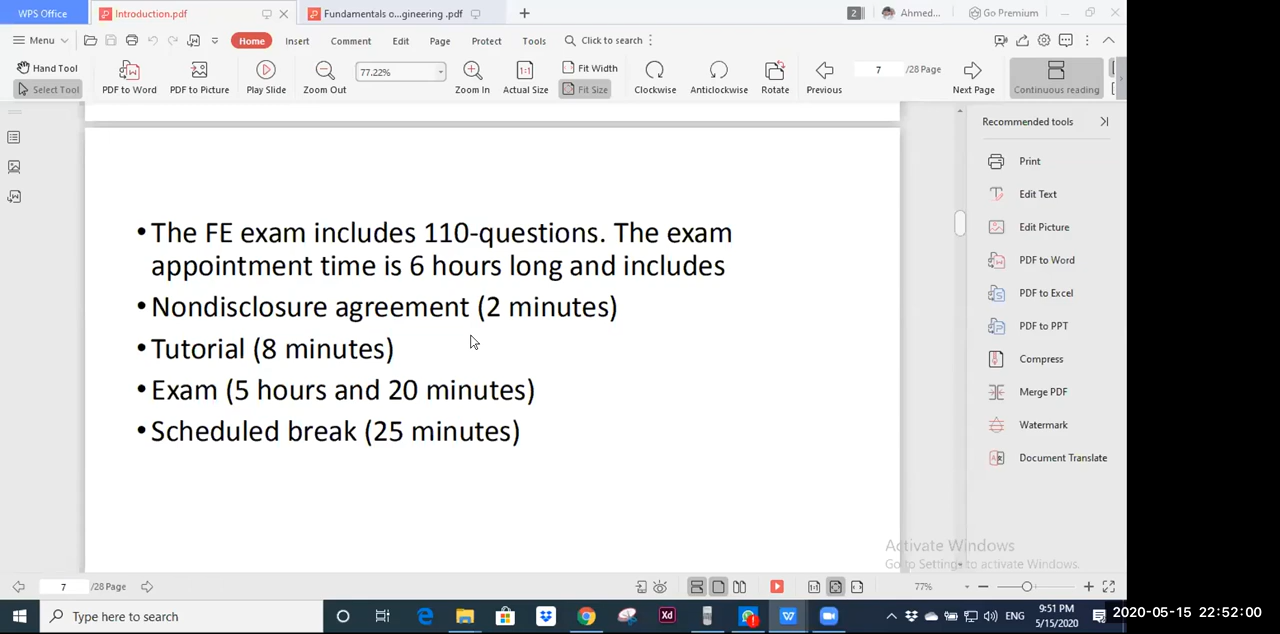 WPS Office
Introduction.pdf
Fundamentals o...gineering .pdf
2
Ahmed...
Go Premium
Menu
Home
Insert
Comment
Edit
Page
Protect
Tools
Click to search
Hand Tool
Select Tool
PDF to Word
PDF to Picture
Play Slide
Zoom Out
77.22%
Zoom In
1:1
Actual Size
Fit Width
Fit Size
Clockwise
Anticlockwise
Rotate
Previous
7
/28 Page
Next Page
Continuous reading
Recommended tools
Print
Edit Text
Edit Picture
PDF to Word
PDF to Excel
PDF to PPT
Compress
Merge PDF
Watermark
Document Translate
•The FE exam includes 110-questions. The exam
appointment time is 6 hours long and includes
•Nondisclosure agreement (2 minutes)
•Tutorial (8 minutes)
•Exam (5 hours and 20 minutes)
•Scheduled break (25 minutes)
Activate Windows
Go to Settings to activate Windows.
7
/28 Page
77%
Type here to search
Xd
ENG
9:51 PM
5/15/2020
2020-05-15 22:52:00